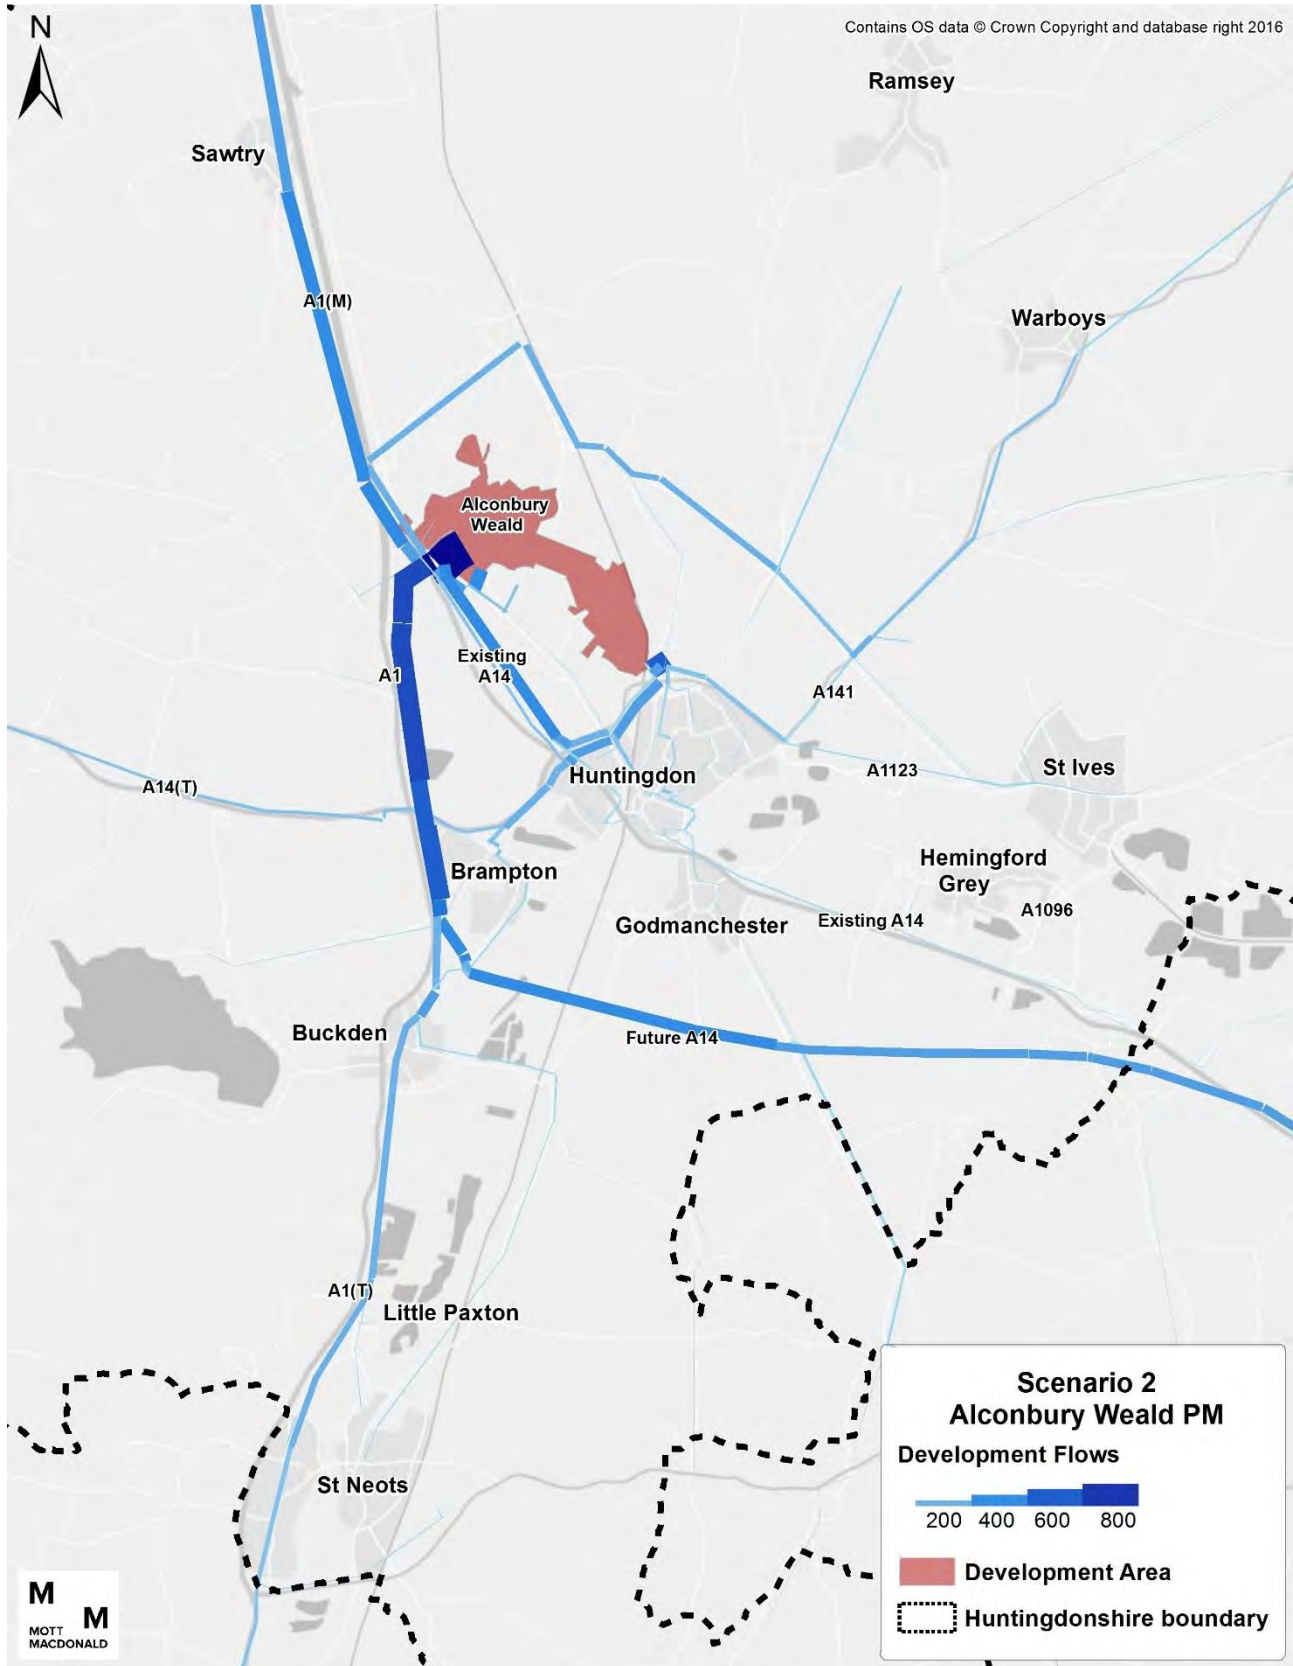 N
Contains OS data © Crown Copyright and database right 2016
Ramsey
Sawtry
A1(M)
Warboys
Alconbury
Weald
Existing
A14
A1
A141
A14(T)
Huntingdon
A1123
St Ives
Brampton
Hemingford
Grey
A1096
Godmanchester
Existing A14
Buckden
Future A14
A1(T)
Little Paxton
St Neots
Scenario 2
Alconbury Weald PM
Development Flows
200 400 600 800
Development Area
Huntingdonshire boundary
M
M
MOTT
MACDONALD